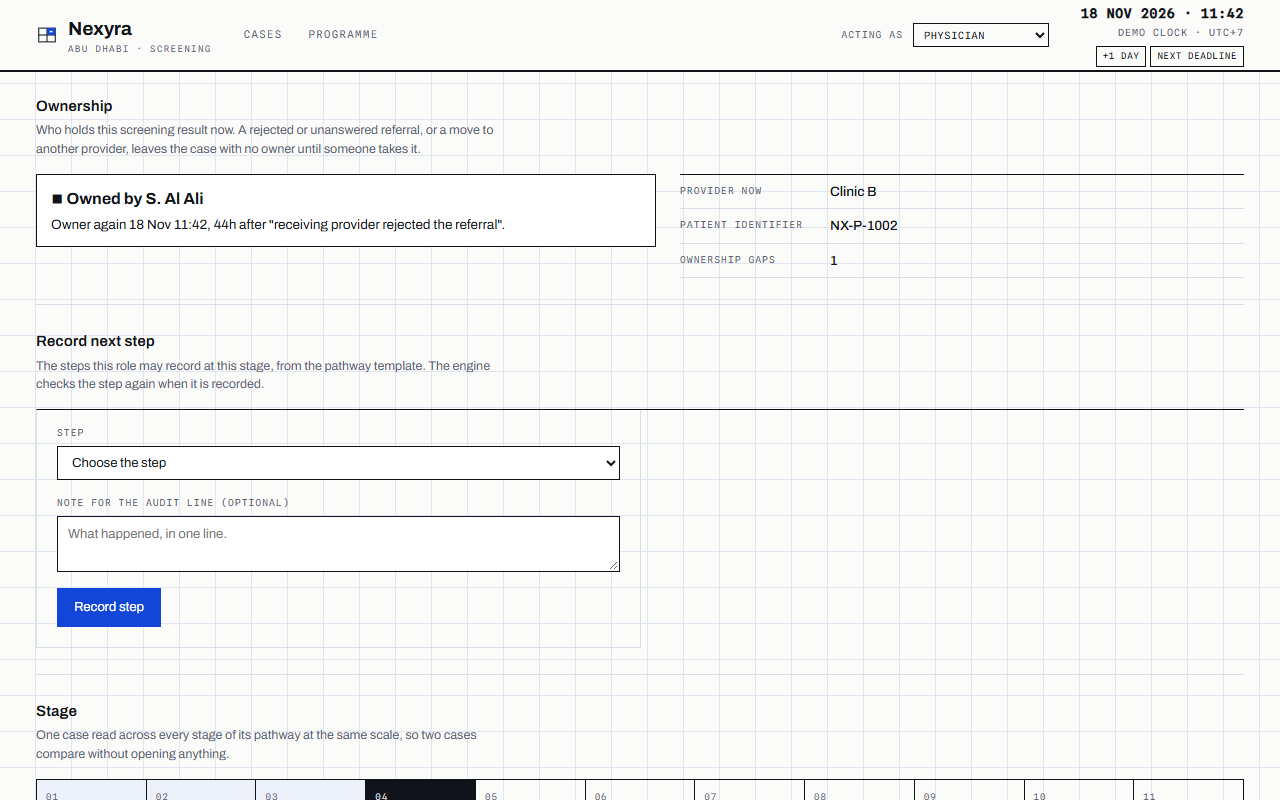 Nexyra
ABU DHABI · SCREENING
CASES
PROGRAMME
ACTING AS
PHYSICIAN
18 NOV 2026 · 11:42
DEMO CLOCK · UTC+7
+1 DAY
NEXT DEADLINE
Ownership
Who holds this screening result now. A rejected or unanswered referral, or a move to
another provider, leaves the case with no owner until someone takes it.
■ Owned by S. Al Ali
Owner again 18 Nov 11:42, 44h after "receiving provider rejected the referral".
PROVIDER NOW
Clinic B
PATIENT IDENTIFIER
NX-P-1002
OWNERSHIP GAPS
1
Record next step
The steps this role may record at this stage, from the pathway template. The engine
checks the step again when it is recorded.
STEP
Choose the step
NOTE FOR THE AUDIT LINE (OPTIONAL)
What happened, in one line.
Record step
Stage
One case read across every stage of its pathway at the same scale, so two cases
compare without opening anything.
01
02
03
04
05
06
07
08
09
10
11